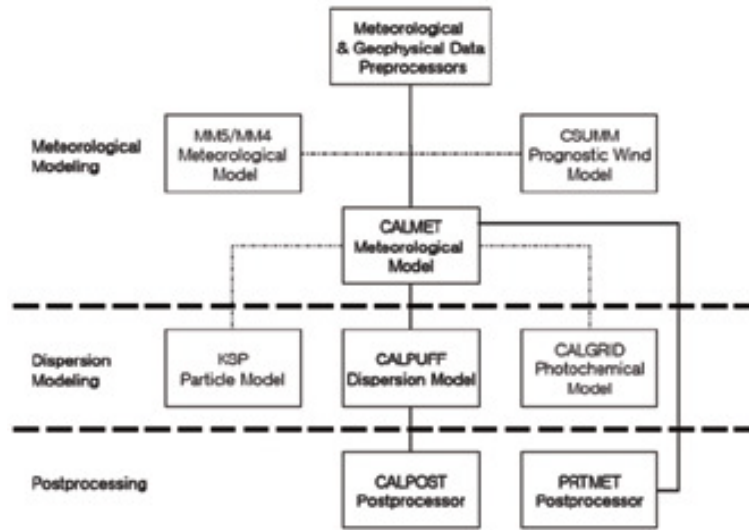 Meteorological
& Geophysical Data
Preprocessors
Meteorological
Modeling
MM5/MM4
Meteorological
Model
CSUMM
Prognostic Wind
Model
CALMET
Meteorological
Model
Dispersion
Modeling
KSP
Particle Model
CALPUFF
Dispersion Model
CALGRID
Photochemical
Model
Postprocessing
CALPOST
Postprocessor
PRTMET
Postprocessor